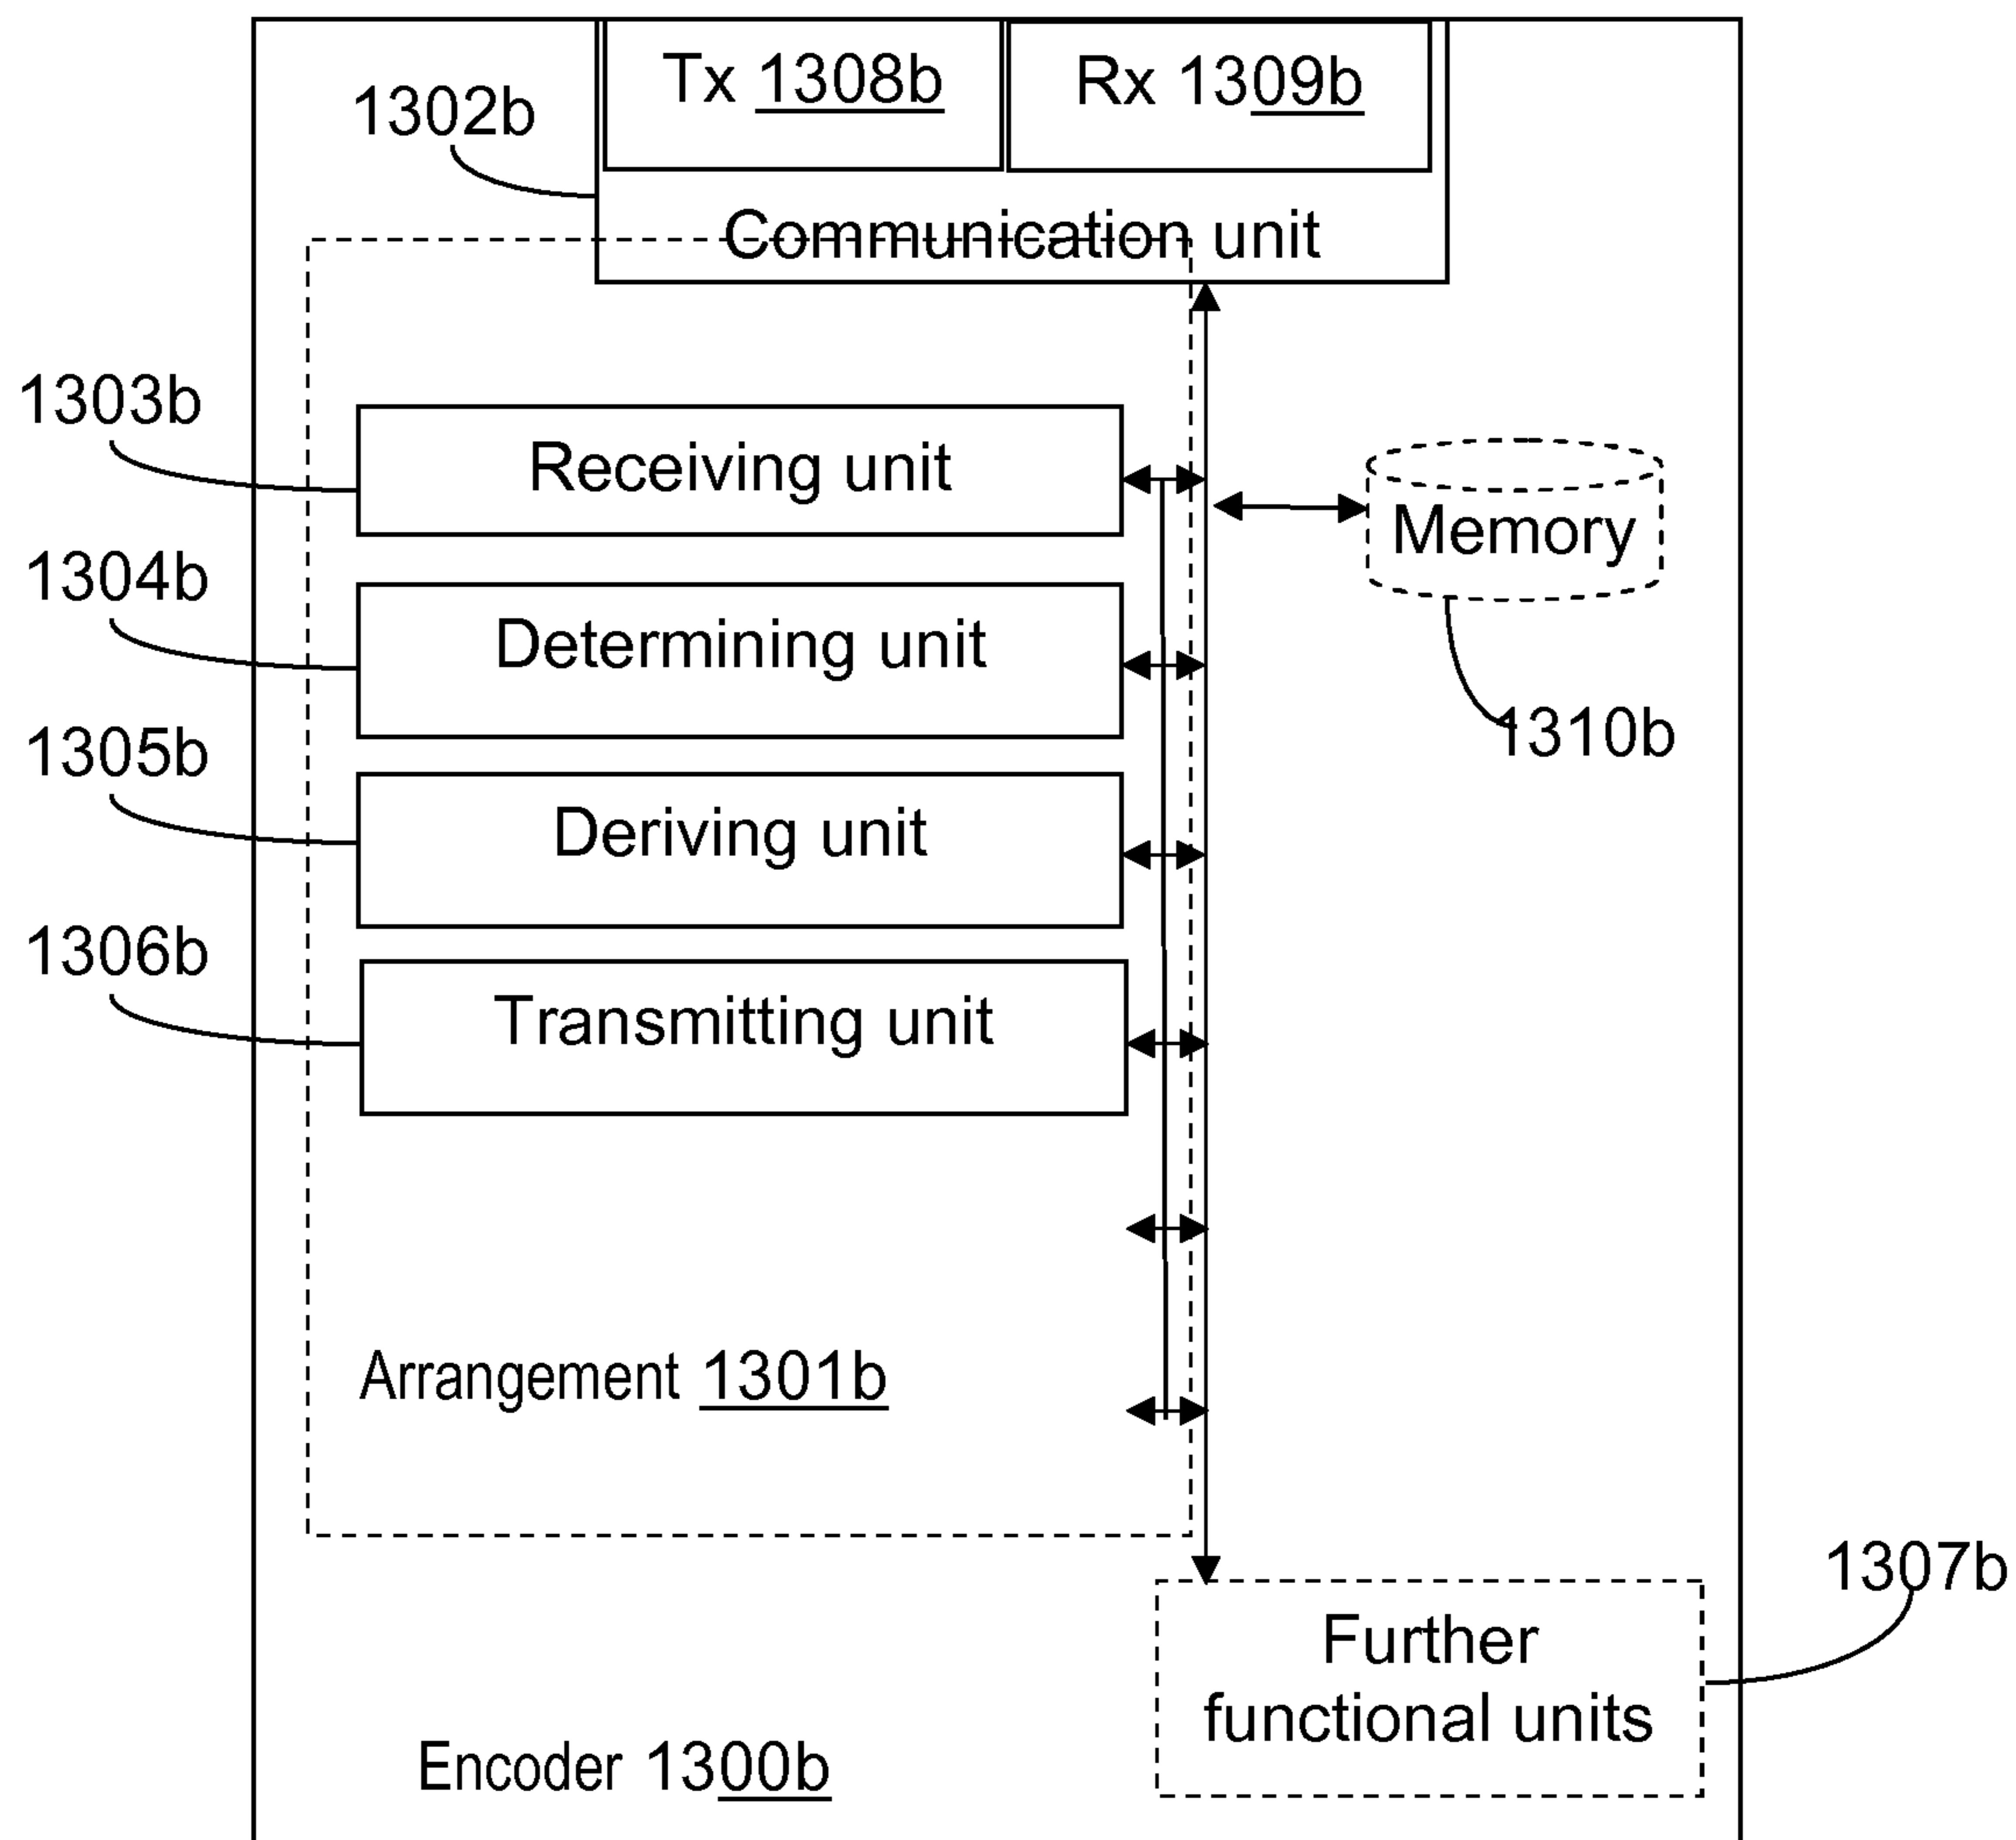 Tx 1308b
Rx 1309b
1302b
Communication unit
1303b
Receiving unit
Memory
1304b
Determining unit
1310b
1305b
Deriving unit
1306b
Transmitting unit
Arrangement 1301b
1307b
Further
functional units
Encoder 1300b